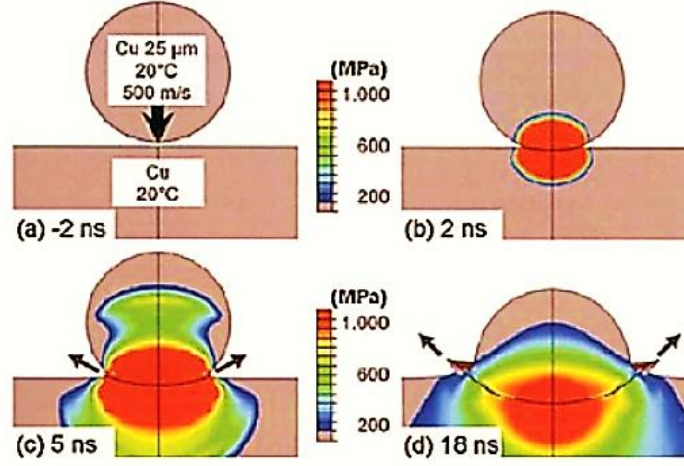 Cu 25 µm
20°C
500 m/s
Cu
20°C
(a) -2 ns
(MPa)
1.000
600
200
(b) 2 ns
(c) 5 ns
(MPa)
1.000
600
200
(d) 18 ns